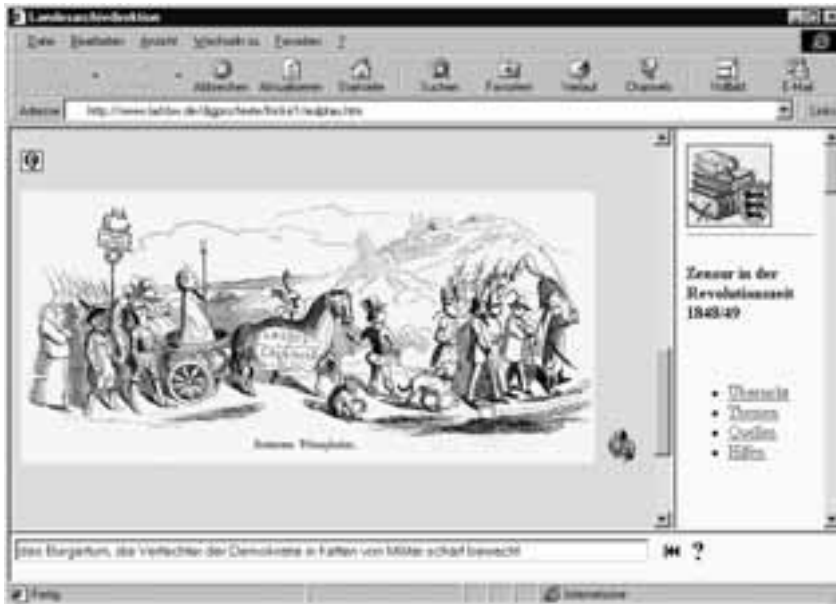 Landesarchivdirektion
Datei Bearbeiten Ansicht Wechseln zu Favoriten ?
Abbrechen Aktualisieren Startseite Suchen Favoriten Verlauf Channels Vollbild E-Mail
Adresse
Links
Zensur in der
Revolutionszeit
1848/49
Übersicht
Themen
Quellen
Hilfen
das Bürgertum, die Verfechter der Demokratie in Ketten von Militär scharf bewacht
?
Fertig
Internetzone